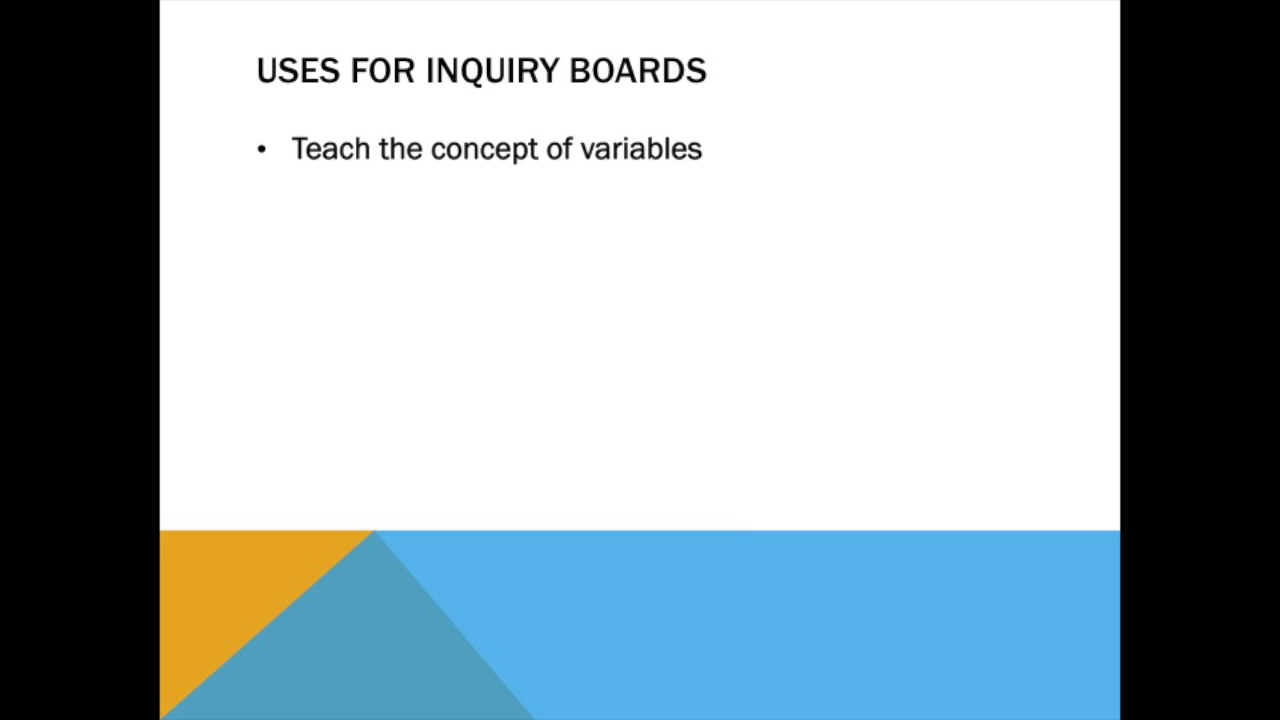 USES FOR INQUIRY BOARDS
• Teach the concept of variables